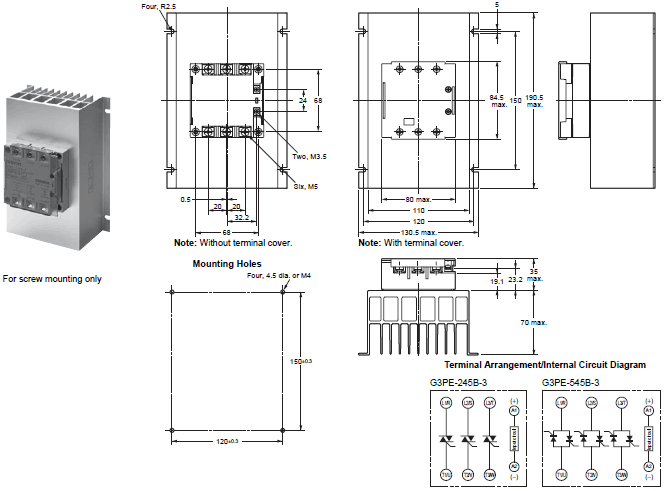 Four, R2.5
24
68
Two, M3.5
Six, M5
0.5
20
20
32.2
68
Note: Without terminal cover.
5
84.5
max.
150
190.5
max.
80 max.
110
120
130.5 max.
Note: With terminal cover.
For screw mounting only
Mounting Holes
Four, 4.5 dia. or M4
150±0.3
120±0.3
19.1
23.2
35
max.
70 max.
Terminal Arrangement/Internal Circuit Diagram
G3PE-245B-3
L1/R
L2/S
L3/T
(+)
A1
Input circuit
T1/U
T2/V
T3/W
A2
(−)
G3PE-545B-3
L1/R
L2/S
L3/T
(+)
A1
Input circuit
T1/U
T2/V
T3/W
A2
(−)